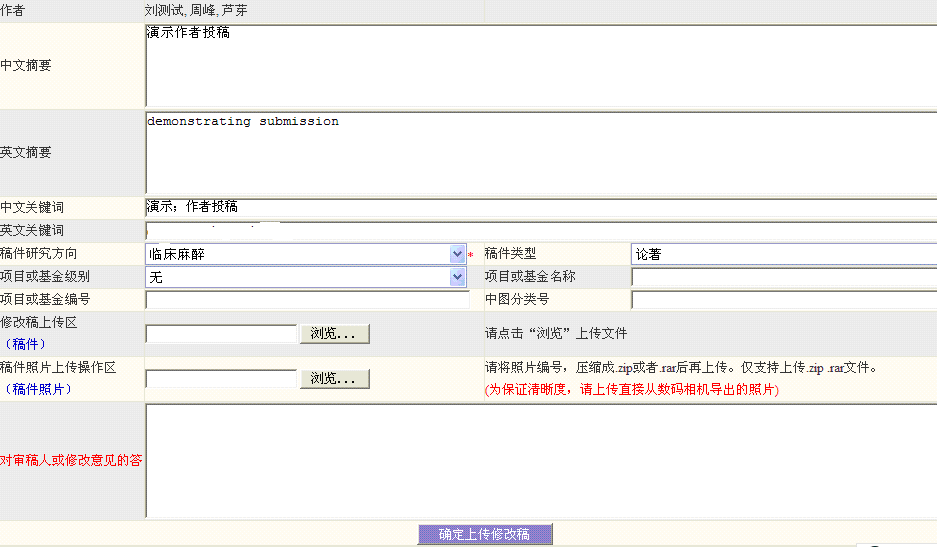 作者 刘测试, 周峰, 芦芽
中文摘要 演示作者投稿
英文摘要 demonstrating submission
中文关键词 演示；作者投稿
英文关键词
稿件研究方向 临床麻醉 * 稿件类型 论著
项目或基金级别 无 项目或基金名称
项目或基金编号 中图分类号
修改稿上传区
（稿件） 浏览... 请点击“浏览”上传文件
稿件照片上传操作区
（稿件照片） 浏览... 请将照片编号，压缩成.zip或者.rar后再上传。仅支持上传.zip .rar文件。
(为保证清晰度，请上传直接从数码相机导出的照片)
对审稿人或修改意见的答
确定上传修改稿